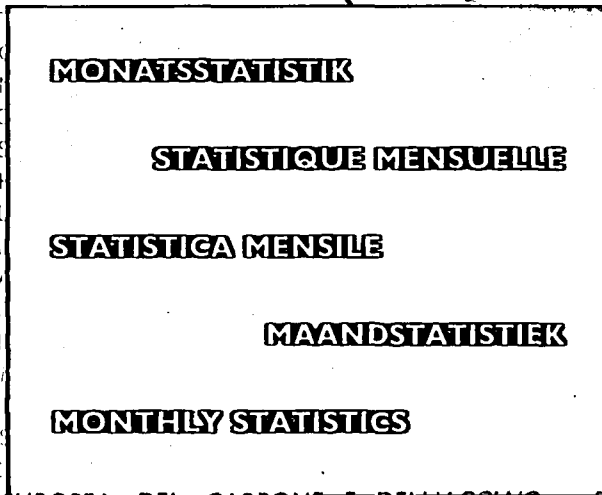 MONATSSTATISTIK
STATISTIQUE MENSUELLE
STATISTICA MENSILE
MAANDSTATISTIEK
MONTHLY STATISTICS